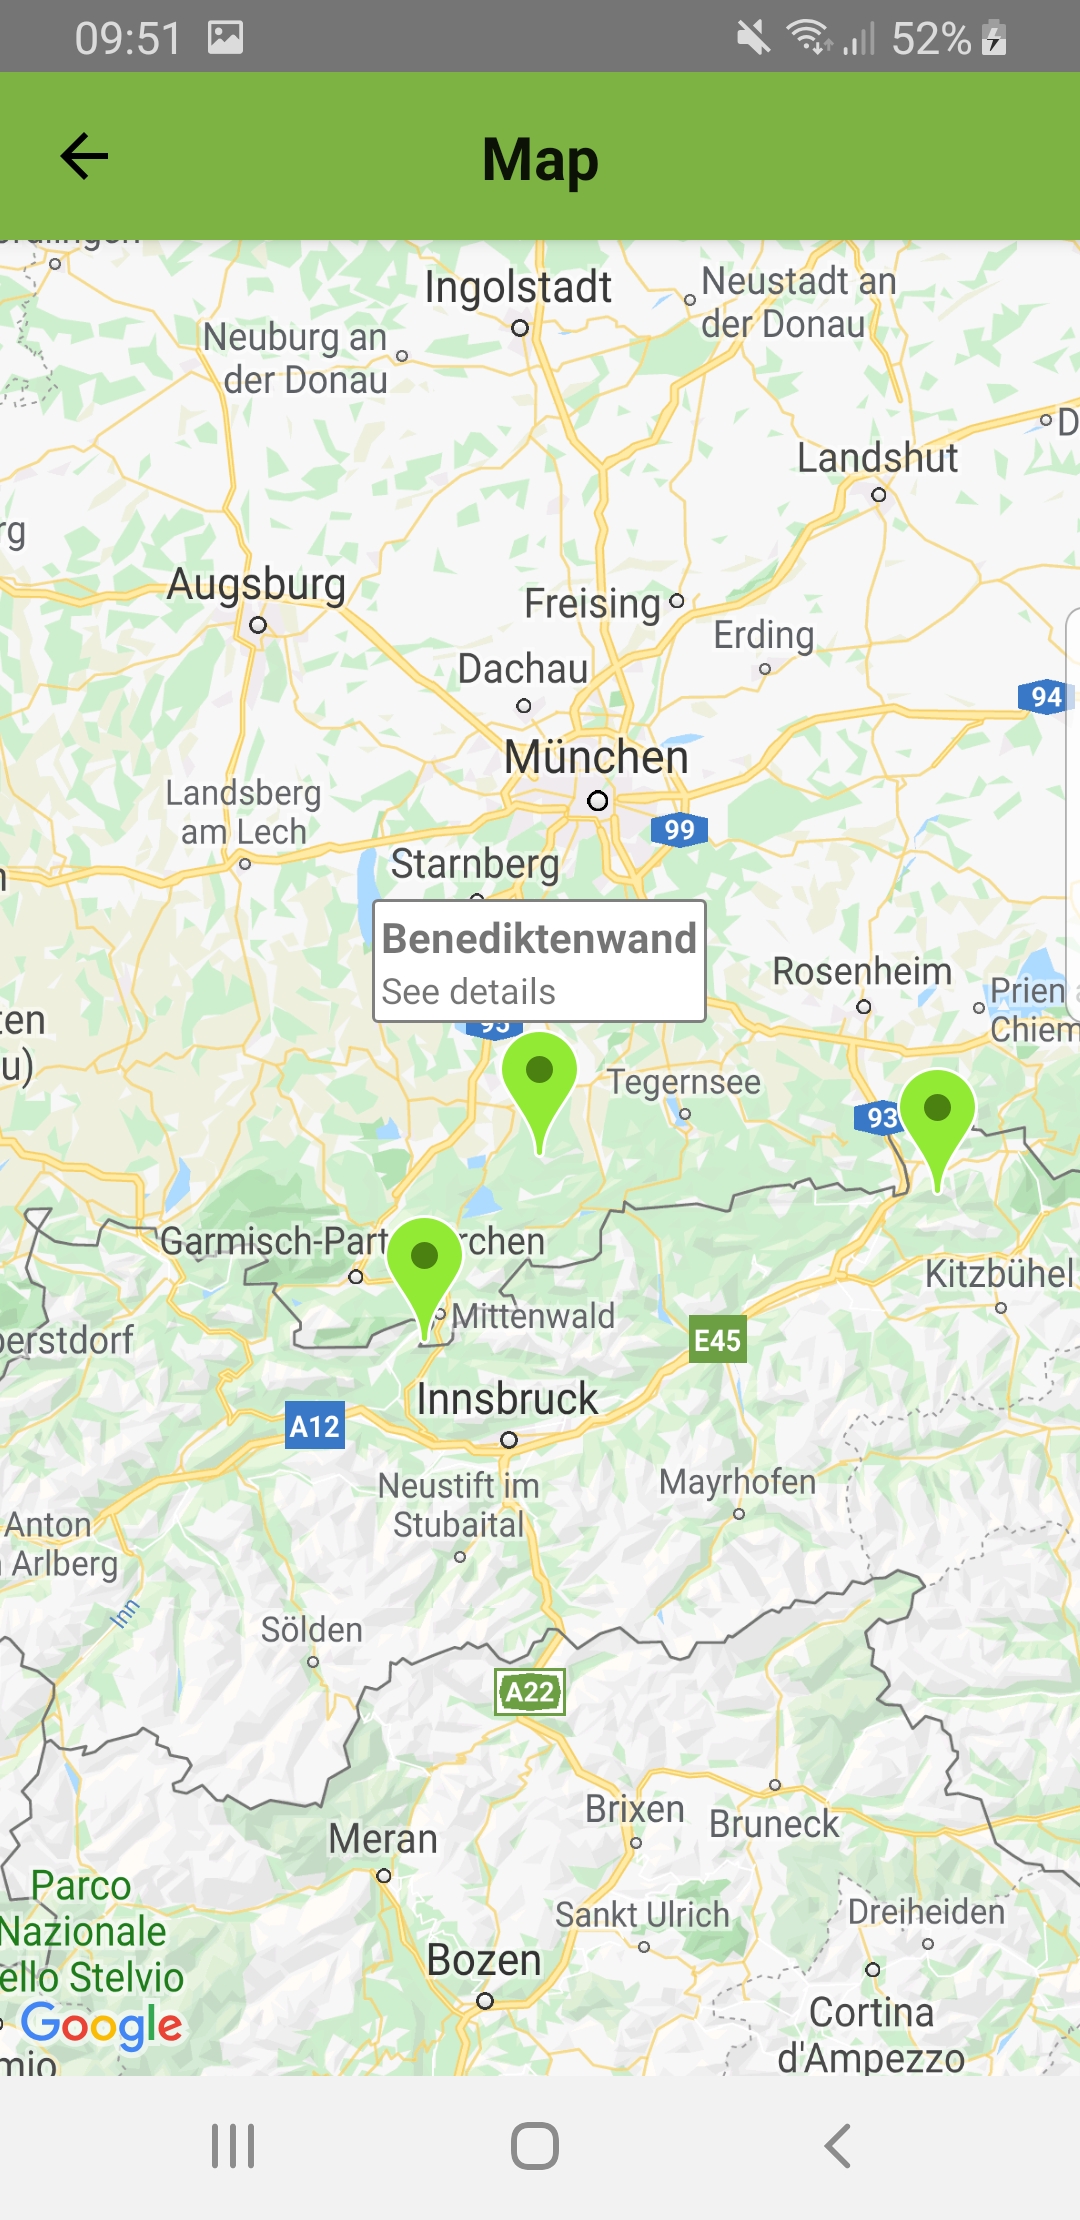 09:51
52%
Map
Ingolstadt
Neustadt an
der Donau
Neuburg an
der Donau
D
Landshut
rg
Augsburg
Freising
Erding
Dachau
94
München
Landsberg
am Lech
99
Starnberg
Benediktenwand
See details
Rosenheim
Prien a
Chiem
ten
u)
95
Tegernsee
93
Garmisch-Part rchen
Kitzbühel
Mittenwald
berstdorf
E45
Innsbruck
A12
Neustift im
Stubaital
Mayrhofen
Anton
Arlberg
Inn
Sölden
A22
Brixen
Bruneck
Meran
Parco
Nazionale
ello Stelvio
Sankt Ulrich
Dreiheiden
Bozen
Cortina
d'Ampezzo
Google
mio